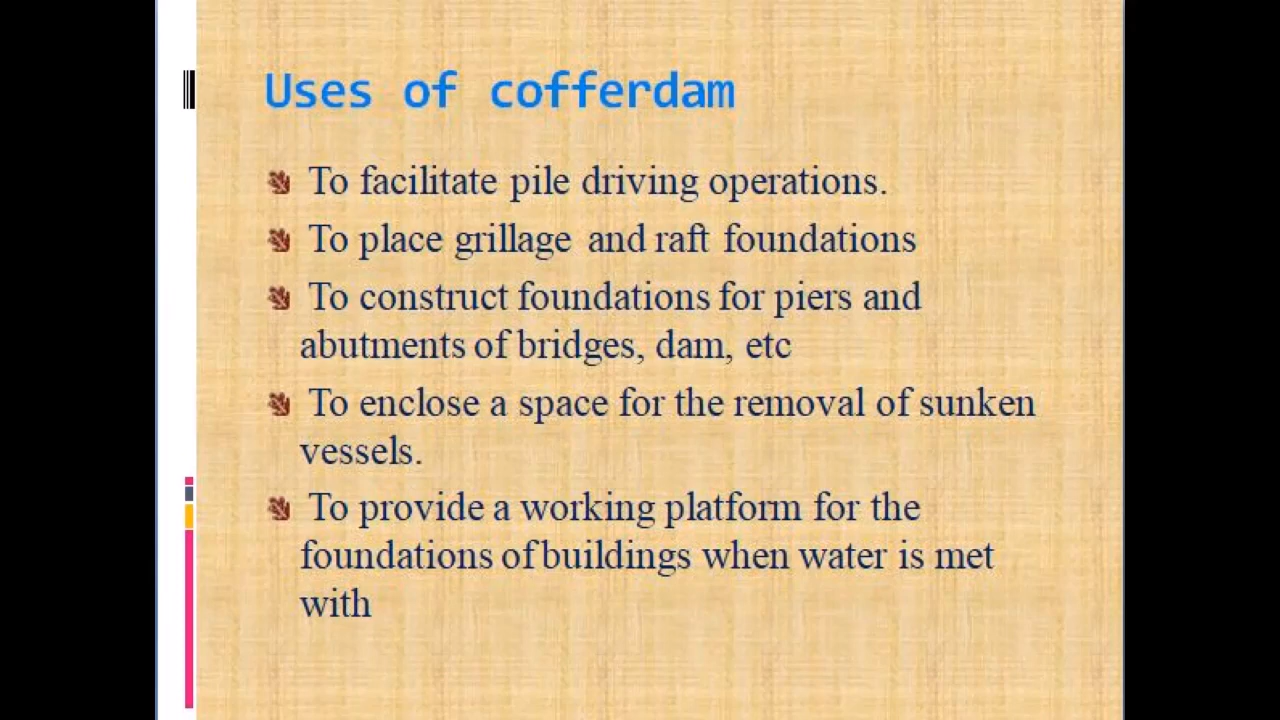 Uses of cofferdam
To facilitate pile driving operations.
To place grillage and raft foundations
To construct foundations for piers and
abutments of bridges, dam, etc
To enclose a space for the removal of sunken
vessels.
To provide a working platform for the
foundations of buildings when water is met
with